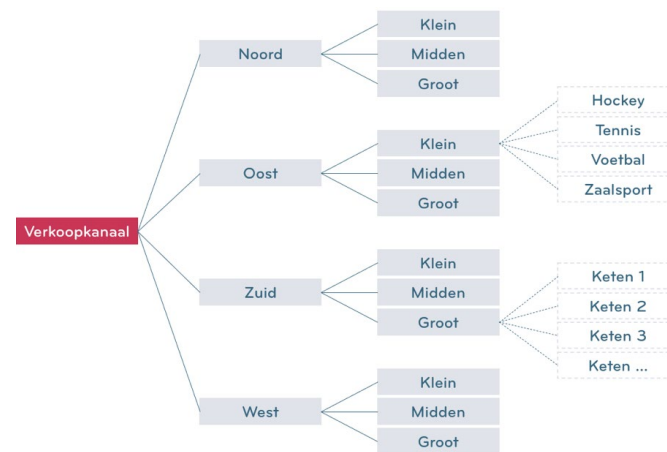 Verkoopkanaal
Noord
Klein
Midden
Groot
Oost
Klein
Midden
Groot
Hockey
Tennis
Voetbal
Zaalsport
Zuid
Klein
Midden
Groot
Keten 1
Keten 2
Keten 3
Keten ...
West
Klein
Midden
Groot